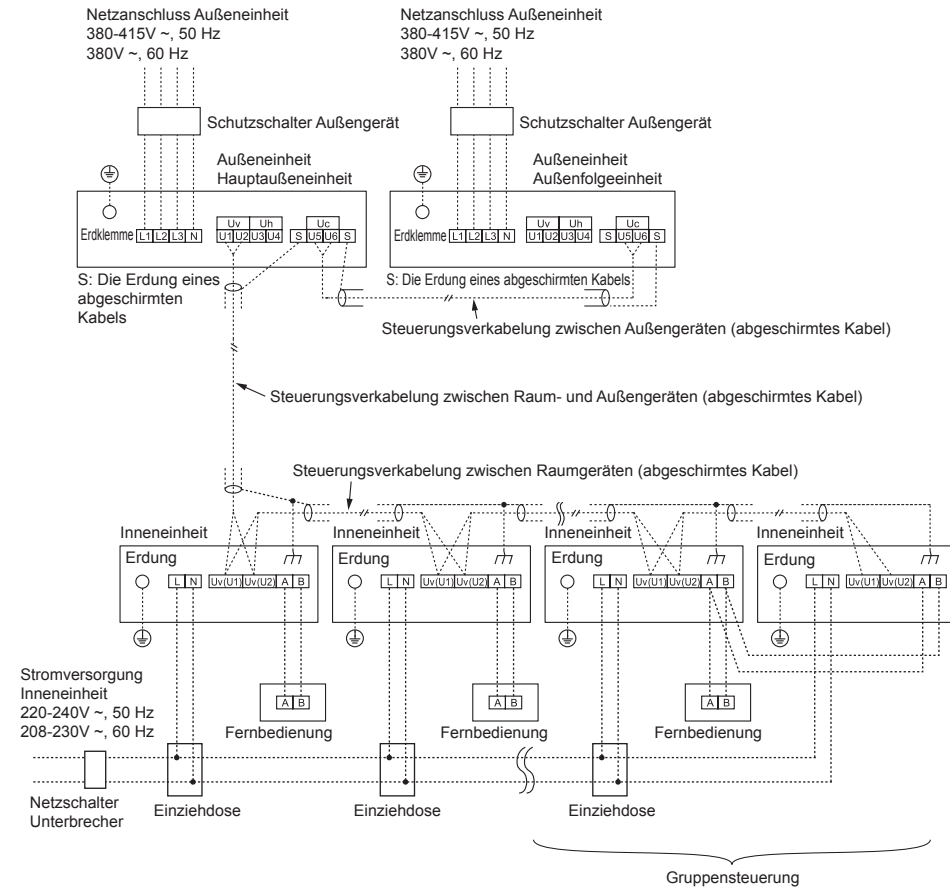 Netzanschluss Außeneinheit
380-415V ~, 50 Hz
380V ~, 60 Hz
Netzanschluss Außeneinheit
380-415V ~, 50 Hz
380V ~, 60 Hz
Schutzschalter Außengerät
Schutzschalter Außengerät
Außeneinheit
Hauptaußeneinheit
Außeneinheit
Außenfolgeeinheit
Uv Uh Uc
Erdklemme L1 L2 L3 N U1 U2 U3 U4 S U5 U6 S
Uv Uh Uc
Erdklemme L1 L2 L3 N U1 U2 U3 U4 S U5 U6 S
S: Die Erdung eines
abgeschirmten
Kabels
S: Die Erdung eines abgeschirmten Kabels
Steuerungsverkabelung zwischen Außengeräten (abgeschirmtes Kabel)
Steuerungsverkabelung zwischen Raum- und Außengeräten (abgeschirmtes Kabel)
Steuerungsverkabelung zwischen Raumgeräten (abgeschirmtes Kabel)
Inneneinheit
Inneneinheit
Inneneinheit
Inneneinheit
Erdung
Erdung
Erdung
Erdung
L N Uv(U1) Uv(U2) A B
L N Uv(U1) Uv(U2) A B
L N Uv(U1) Uv(U2) A B
L N Uv(U1) Uv(U2) A B
Stromversorgung
Inneneinheit
220-240V ~, 50 Hz
208-230V ~, 60 Hz
A B
A B
A B
Fernbedienung
Fernbedienung
Fernbedienung
Netzschalter
Unterbrecher
Einziehdose
Einziehdose
Einziehdose
Gruppensteuerung